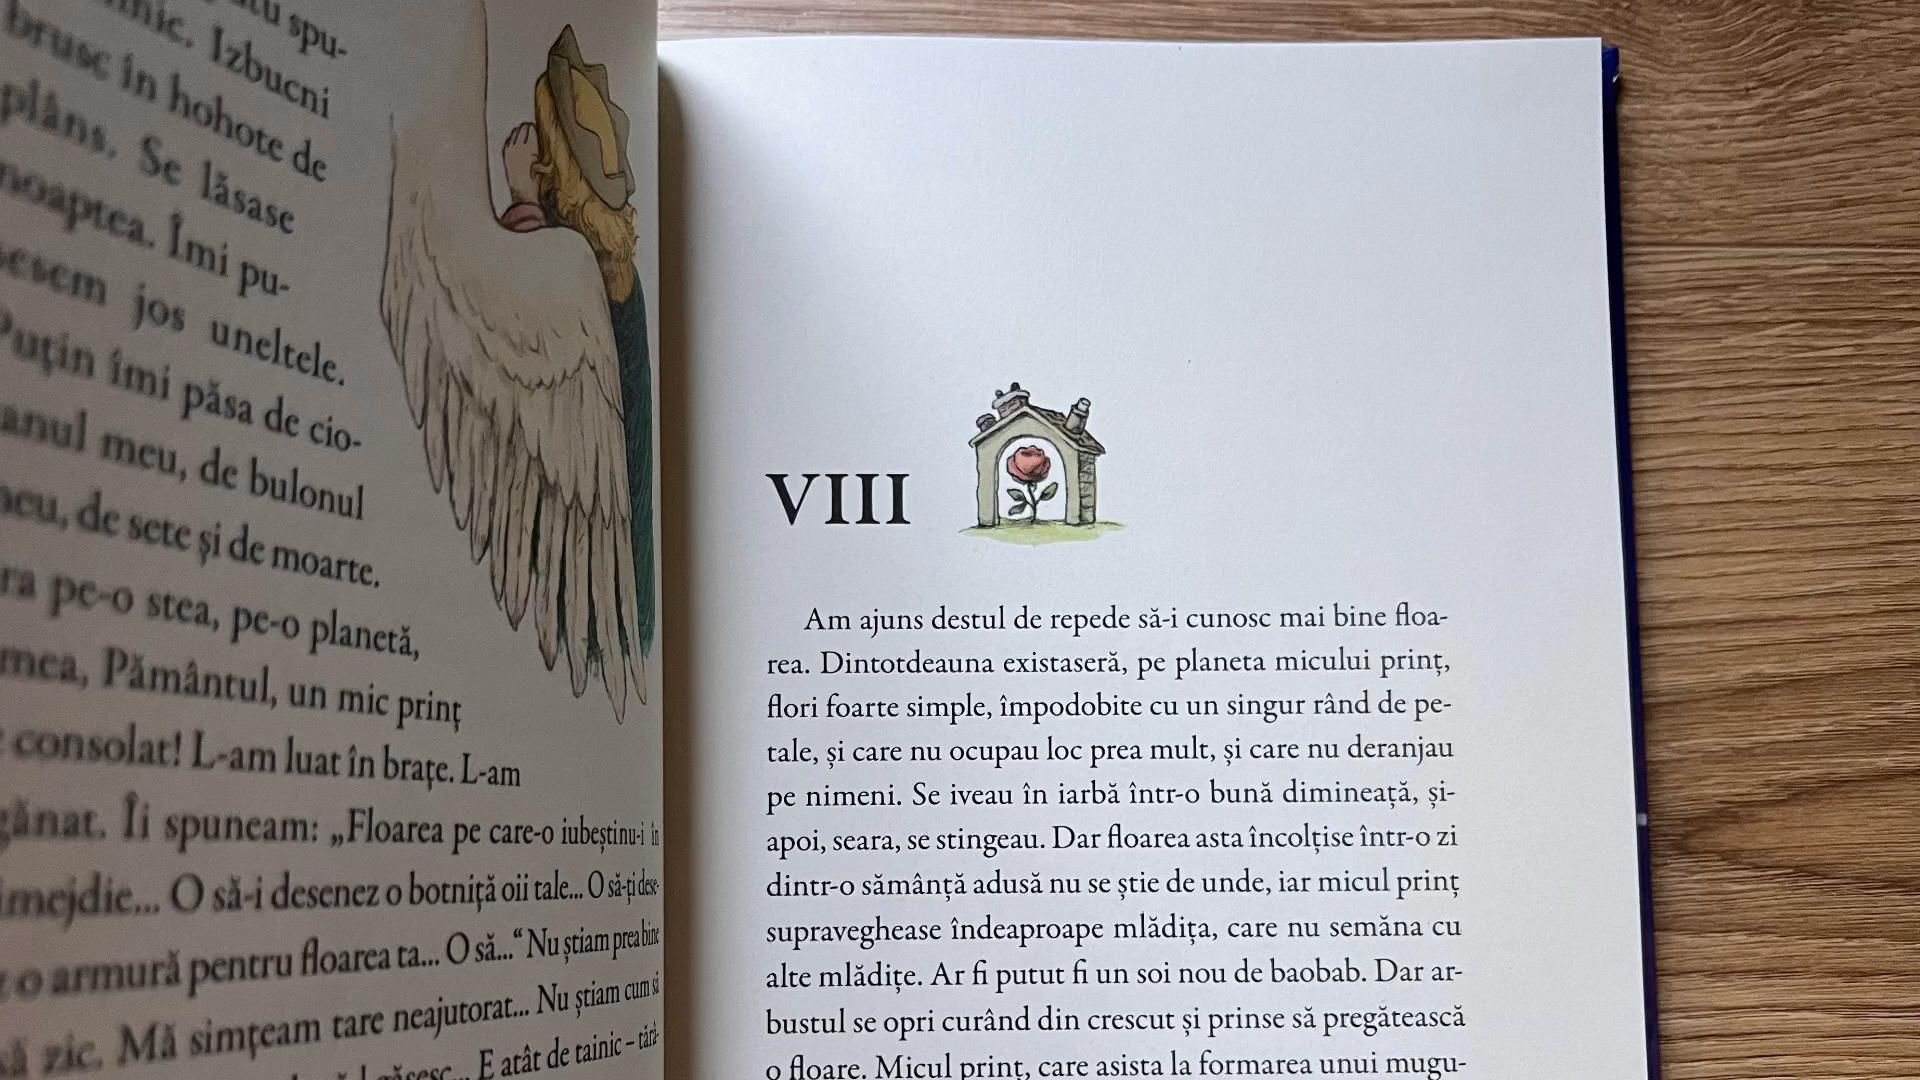 spu-
Izbucni
brusc în hohote de
plâns. Se lăsase
noaptea. Îmi pu-
sesem jos uneltele.
Puțin îmi păsa de cio-
anul meu, de bulonul
meu, de sete și de moarte.
pe-o stea, pe-o planetă,
mea, Pământul, un mic prinț
consolat! L-am luat în brațe. L-am
Îi spuneam: „Floarea pe care-o iubești nu-i în
O să-i desenez o botniță oii tale... O să-ți dese-
o armură pentru floarea ta... O să...“ Nu știam prea bine
să zic. Mă simțeam tare neajutorat... Nu știam cum să
E atât de tainic – tărâ-
VIII
Am ajuns destul de repede să-i cunosc mai bine floa-
rea. Dintotdeauna existaseră, pe planeta micului prinț,
flori foarte simple, împodobite cu un singur rând de pe-
tale, și care nu ocupau loc prea mult, și care nu deranjau
pe nimeni. Se iveau în iarbă într-o bună dimineață, și-
apoi, seara, se stingeau. Dar floarea asta încolțise într-o zi
dintr-o sămânță adusă nu se știe de unde, iar micul prinț
supraveghease îndeaproape mlădița, care nu semăna cu
alte mlădițe. Ar fi putut fi un soi nou de baobab. Dar ar-
bustul se opri curând din crescut și prinse să pregătească
o floare. Micul prinț, care asista la formarea unui mugu-